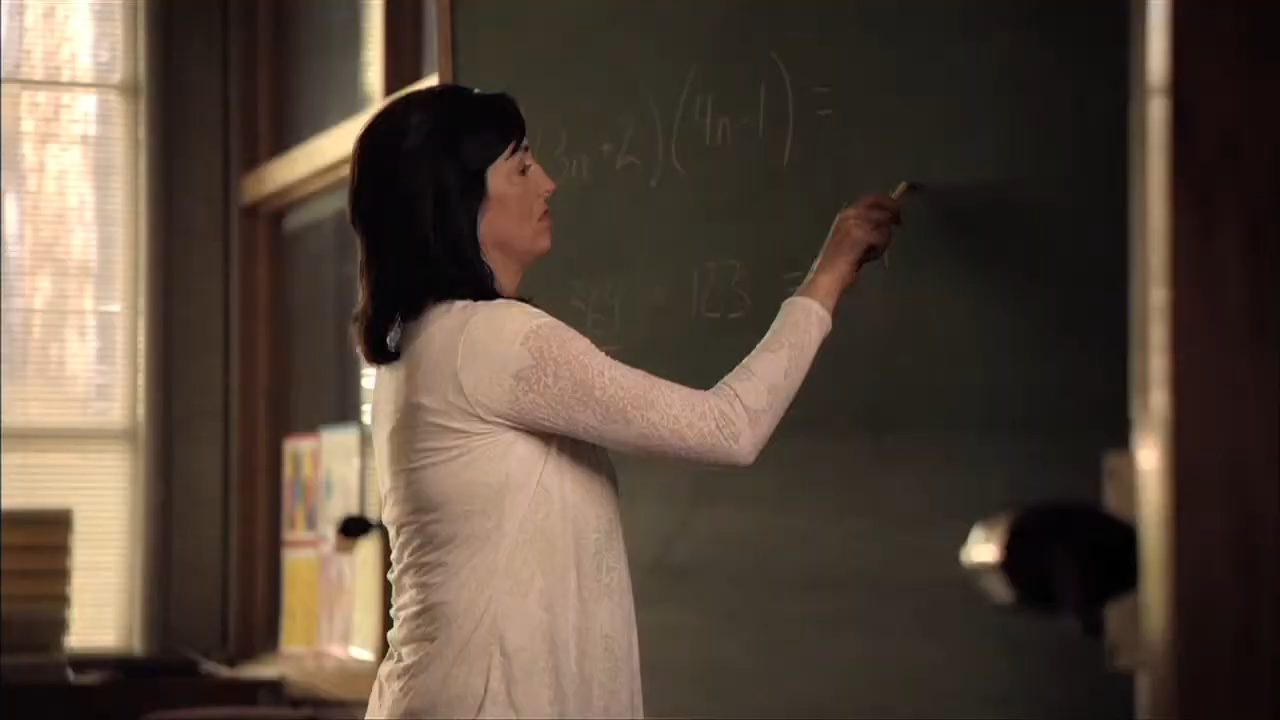 (3n+2)(4n-1) =
123 =